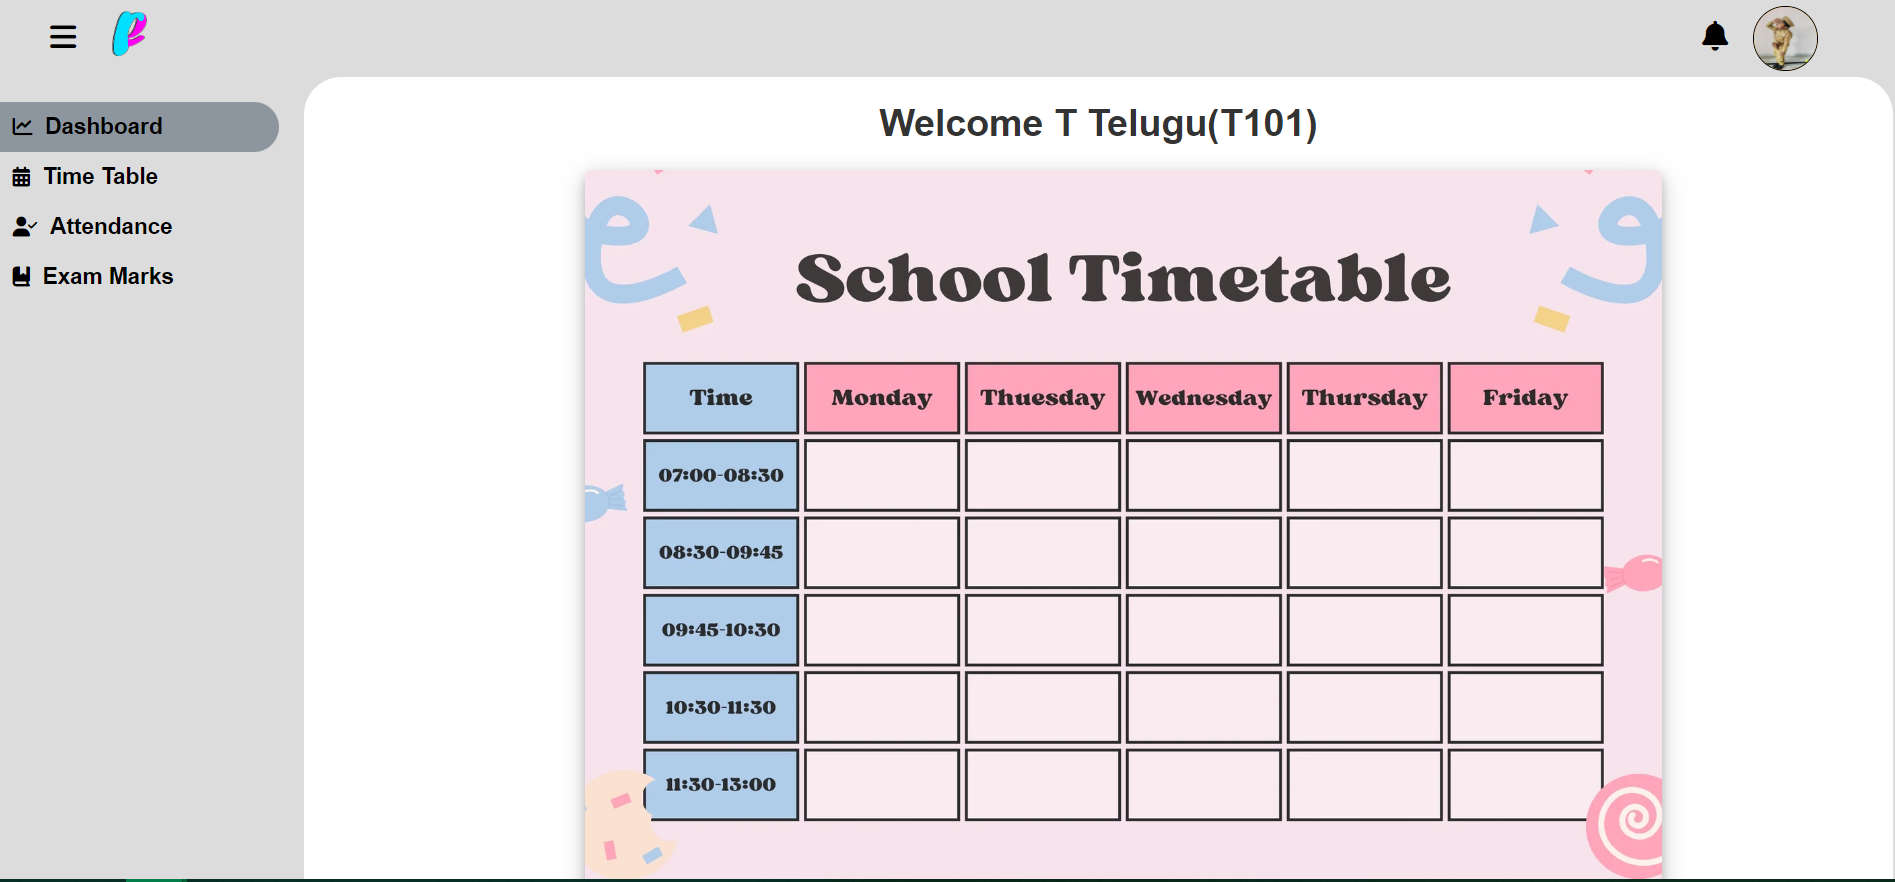 Welcome T Telugu(T101)
Dashboard
Time Table
Attendance
Exam Marks
School Timetable
Time Monday Thuesday Wednesday Thursday Friday
07:00-08:30
08:30-09:45
09:45-10:30
10:30-11:30
11:30-13:00